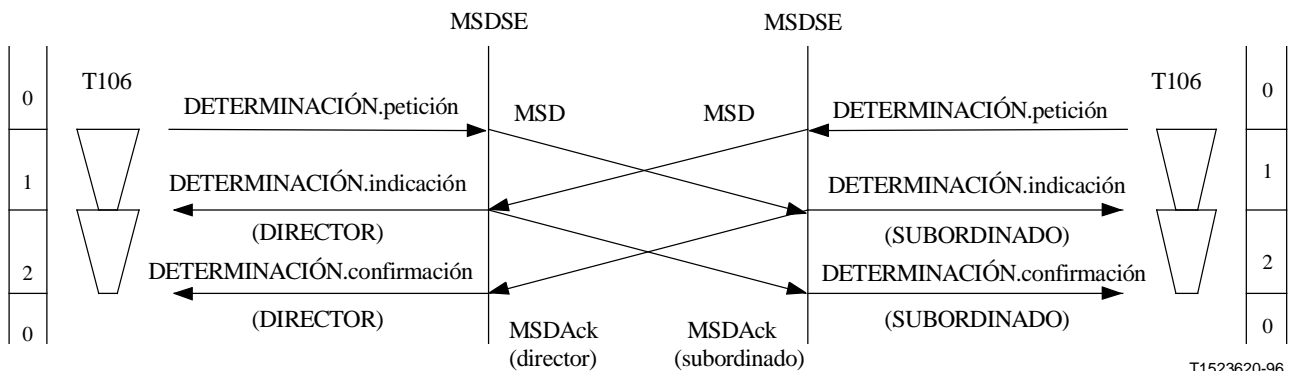 MSDSE MSDSE
T106 T106
0 0
DETERMINACIÓN.petición MSD MSD DETERMINACIÓN.petición
1 DETERMINACIÓN.indicación DETERMINACIÓN.indicación 1
(DIRECTOR) (SUBORDINADO)
2 DETERMINACIÓN.confirmación DETERMINACIÓN.confirmación 2
(DIRECTOR) (SUBORDINADO)
0 MSDAck MSDAck 0
(director) (subordinado)
T1523620-96